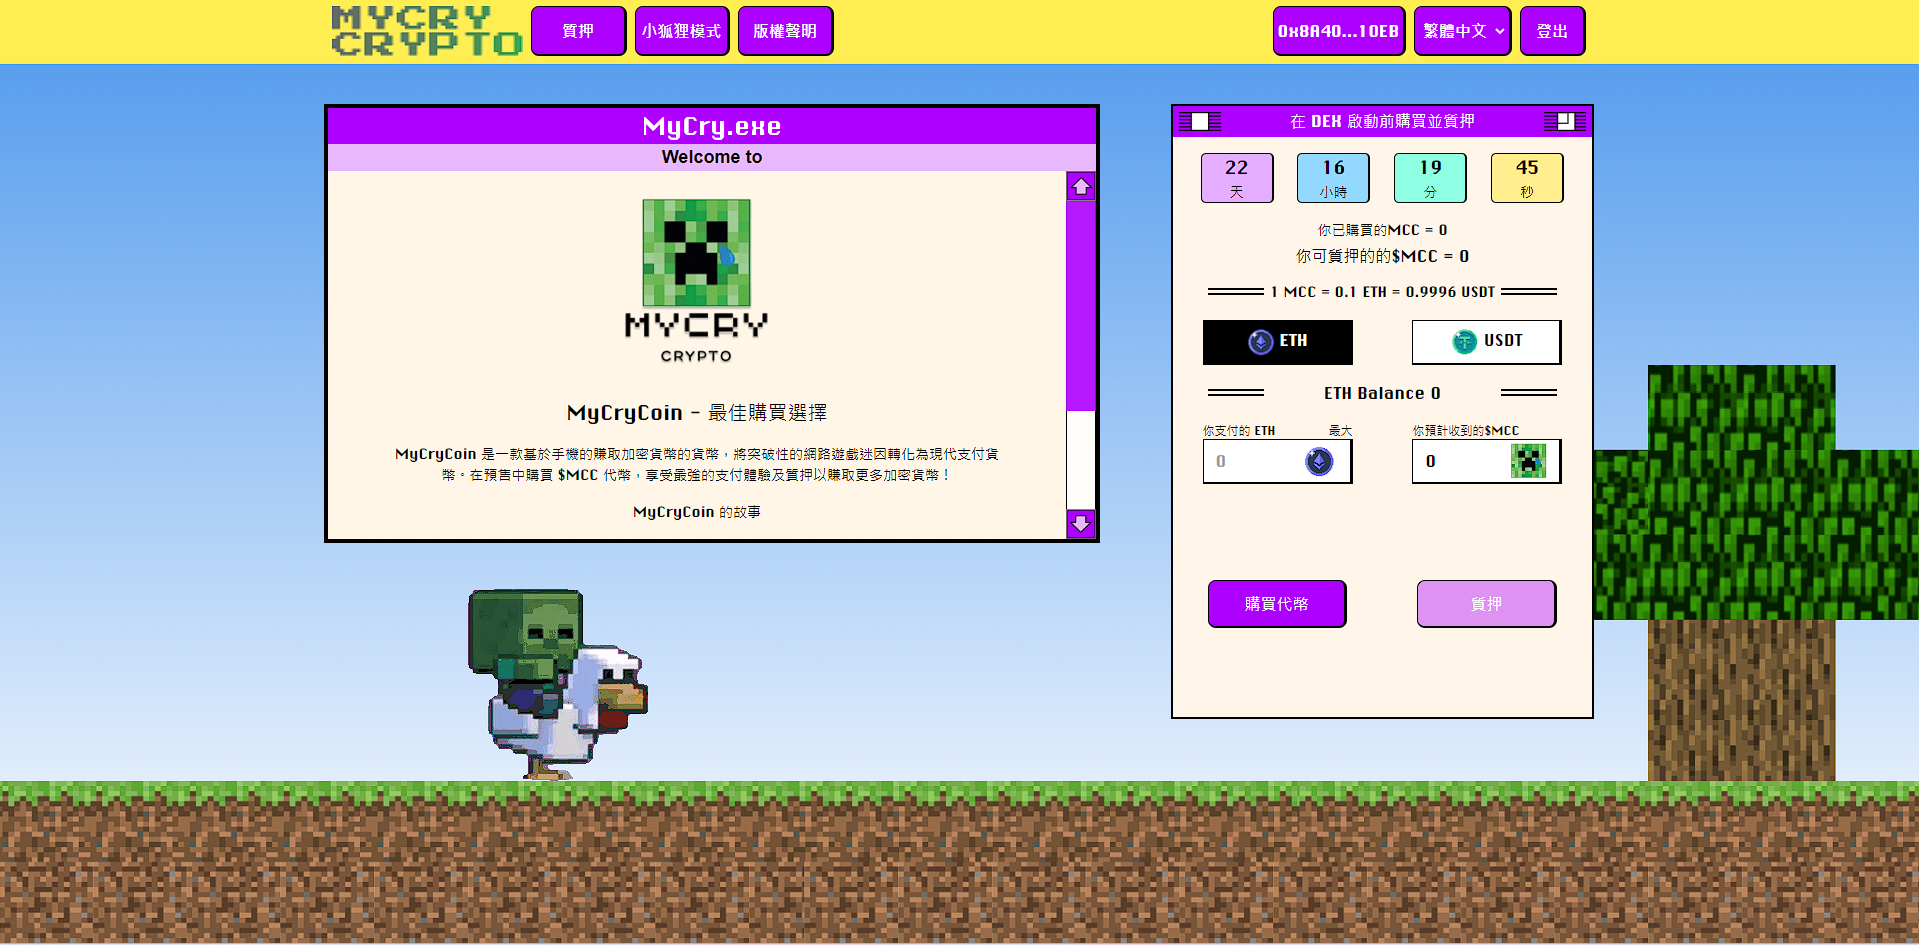 MYCRY
CRYPTO
質押
小狐狸模式
版權聲明
0x8A40...10EB
繁體中文
登出
MyCry.exe
Welcome to
MYCRY
CRYPTO
MyCryCoin - 最佳購買選擇
MyCryCoin 是一款基於手機的賺取加密貨幣的貨幣，將突破性的網路遊戲迷因轉化為現代支付貨
幣。在預售中購買 $MCC 代幣，享受最強的支付體驗及質押以賺取更多加密貨幣！
MyCryCoin 的故事
在 DEX 啟動前購買並質押
22
天
16
小時
19
分
45
秒
你已購買的MCC = 0
你可質押的的$MCC = 0
1 MCC = 0.1 ETH = 0.9996 USDT
ETH
USDT
ETH Balance 0
你支付的 ETH
最大
你預計收到的$MCC
0
0
購買代幣
質押